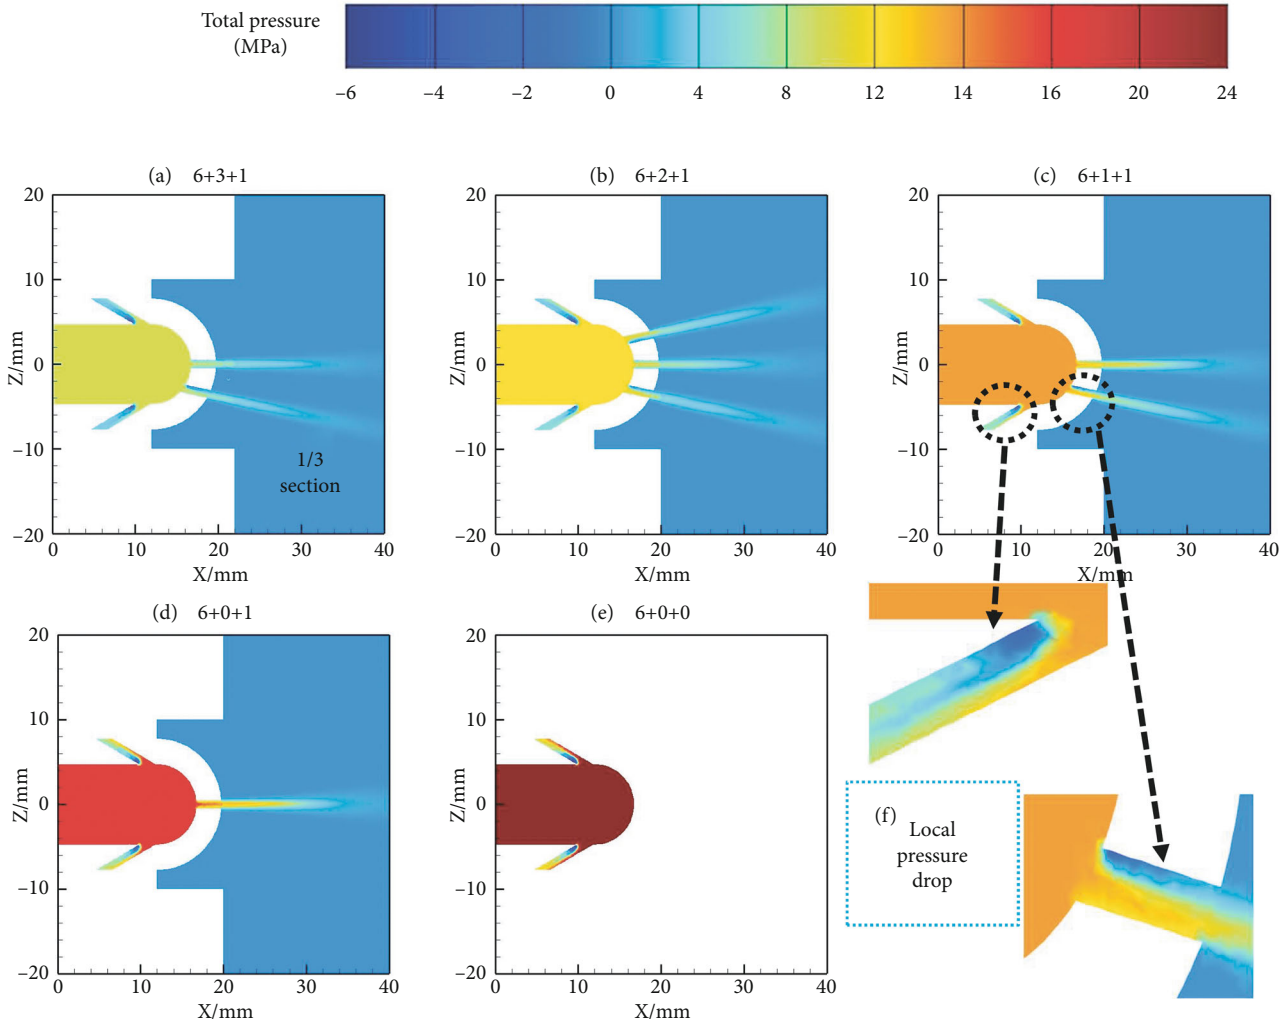 Total pressure
(MPa)
–6 –4 –2 0 4 8 12 14 16 20 24
(a) 6+3+1
20
10
0
–10
–20
Z/mm
1/3
section
0 10 20 30 40
X/mm
(b) 6+2+1
20
10
0
–10
–20
Z/mm
0 10 20 30 40
X/mm
(c) 6+1+1
20
10
0
–10
–20
Z/mm
0 10 20 30 40
X/mm
(d) 6+0+1
20
10
0
–10
–20
Z/mm
0 10 20 30 40
X/mm
(e) 6+0+0
20
10
0
–10
–20
Z/mm
0 10 20 30 40
X/mm
(f)
Local
pressure
drop